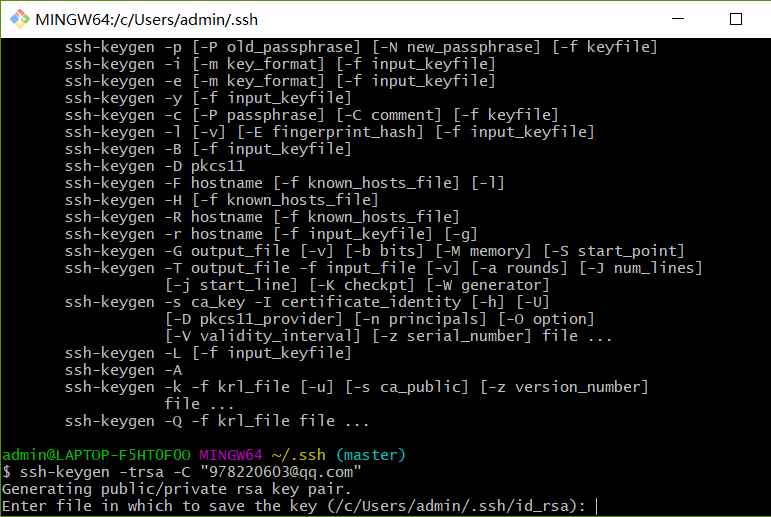 MINGW64:/c/Users/admin/.ssh
ssh-keygen -p [-P old_passphrase] [-N new_passphrase] [-f keyfile]
ssh-keygen -i [-m key_format] [-f input_keyfile]
ssh-keygen -e [-m key_format] [-f input_keyfile]
ssh-keygen -y [-f input_keyfile]
ssh-keygen -c [-P passphrase] [-C comment] [-f keyfile]
ssh-keygen -l [-v] [-E fingerprint_hash] [-f input_keyfile]
ssh-keygen -B [-f input_keyfile]
ssh-keygen -D pkcs11
ssh-keygen -F hostname [-f known_hosts_file] [-l]
ssh-keygen -H [-f known_hosts_file]
ssh-keygen -R hostname [-f known_hosts_file]
ssh-keygen -r hostname [-f input_keyfile] [-g]
ssh-keygen -G output_file [-v] [-b bits] [-M memory] [-S start_point]
ssh-keygen -T output_file -f input_file [-v] [-a rounds] [-J num_lines]
[-j start_line] [-K checkpt] [-W generator]
ssh-keygen -s ca_key -I certificate_identity [-h] [-U]
[-D pkcs11_provider] [-n principals] [-O option]
[-V validity_interval] [-z serial_number] file ...
ssh-keygen -L [-f input_keyfile]
ssh-keygen -A
ssh-keygen -k -f krl_file [-u] [-s ca_public] [-z version_number]
file ...
ssh-keygen -Q -f krl_file file ...
admin@LAPTOP-F5HT0F00 MINGW64 ~/.ssh (master)
$ ssh-keygen -trsa -C "978220603@qq.com"
Generating public/private rsa key pair.
Enter file in which to save the key (/c/Users/admin/.ssh/id_rsa):